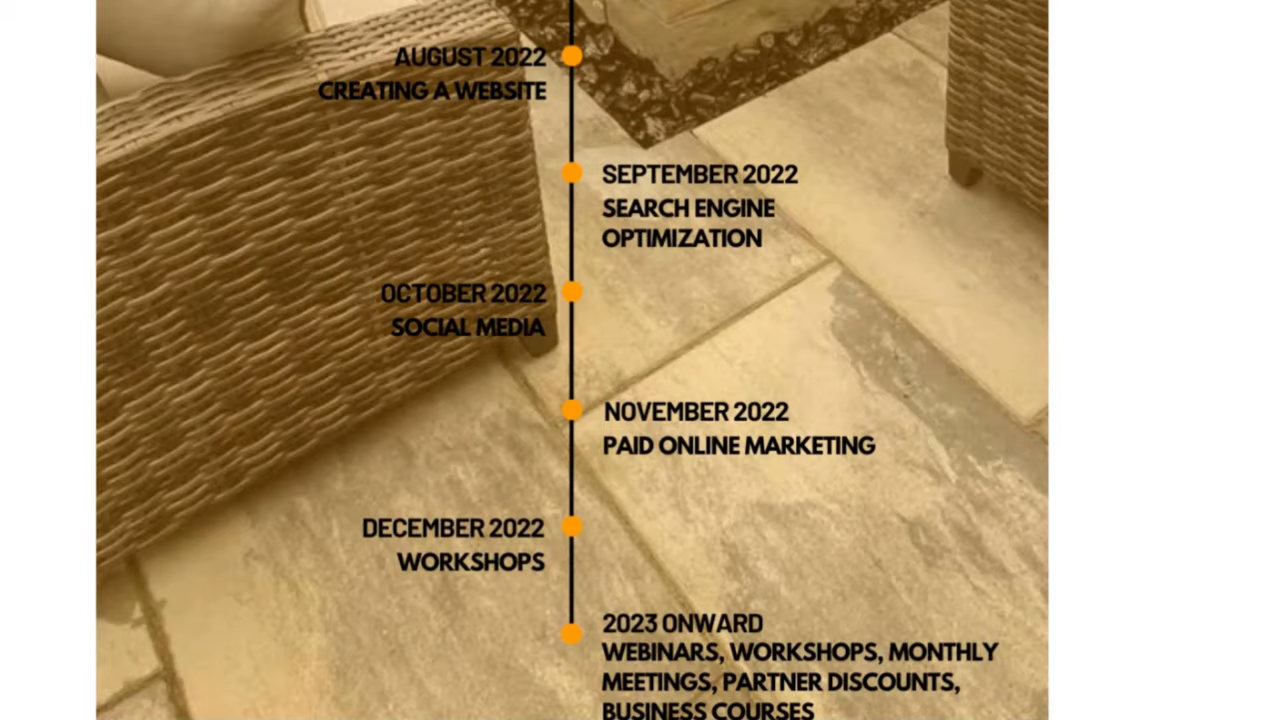 AUGUST 2022
CREATING A WEBSITE
SEPTEMBER 2022
SEARCH ENGINE
OPTIMIZATION
OCTOBER 2022
SOCIAL MEDIA
NOVEMBER 2022
PAID ONLINE MARKETING
DECEMBER 2022
WORKSHOPS
2023 ONWARD
WEBINARS, WORKSHOPS, MONTHLY
MEETINGS, PARTNER DISCOUNTS,
BUSINESS COURSES